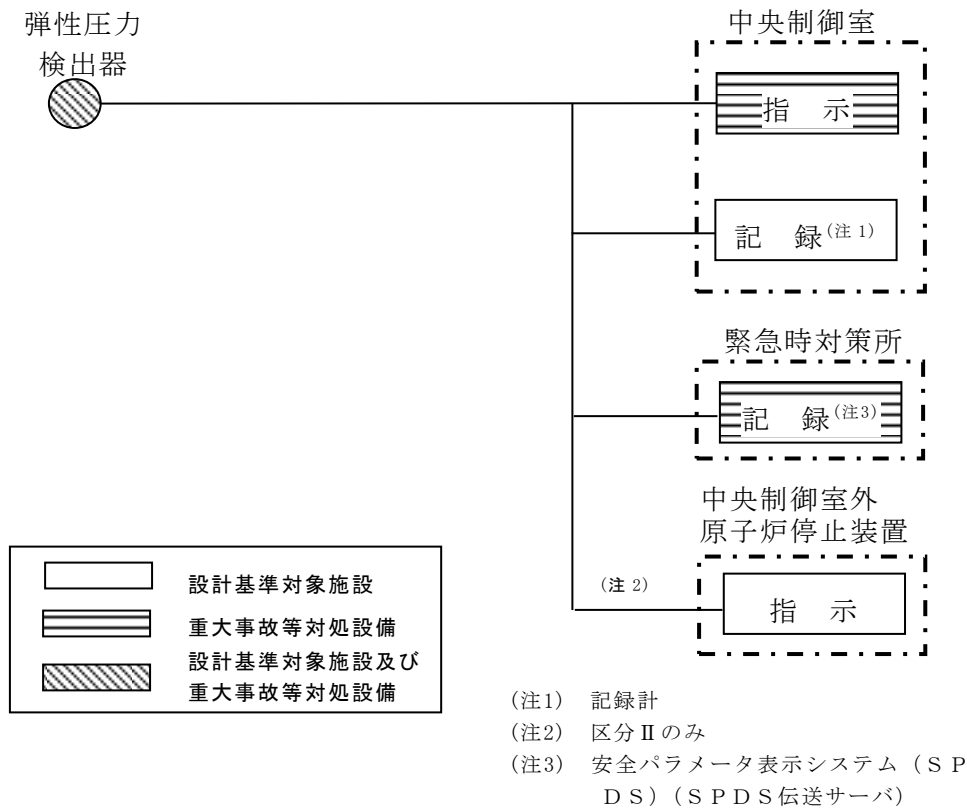 弾性圧力
検出器
中央制御室
指 示
記 録(注1)
緊急時対策所
記 録(注3)
中央制御室外
原子炉停止装置
(注2)
指 示
設計基準対象施設
重大事故等対処設備
設計基準対象施設及び
重大事故等対処設備
(注1) 記録計
(注2) 区分Ⅱのみ
(注3) 安全パラメータ表示システム(SP
DS)(SPDS伝送サーバ)